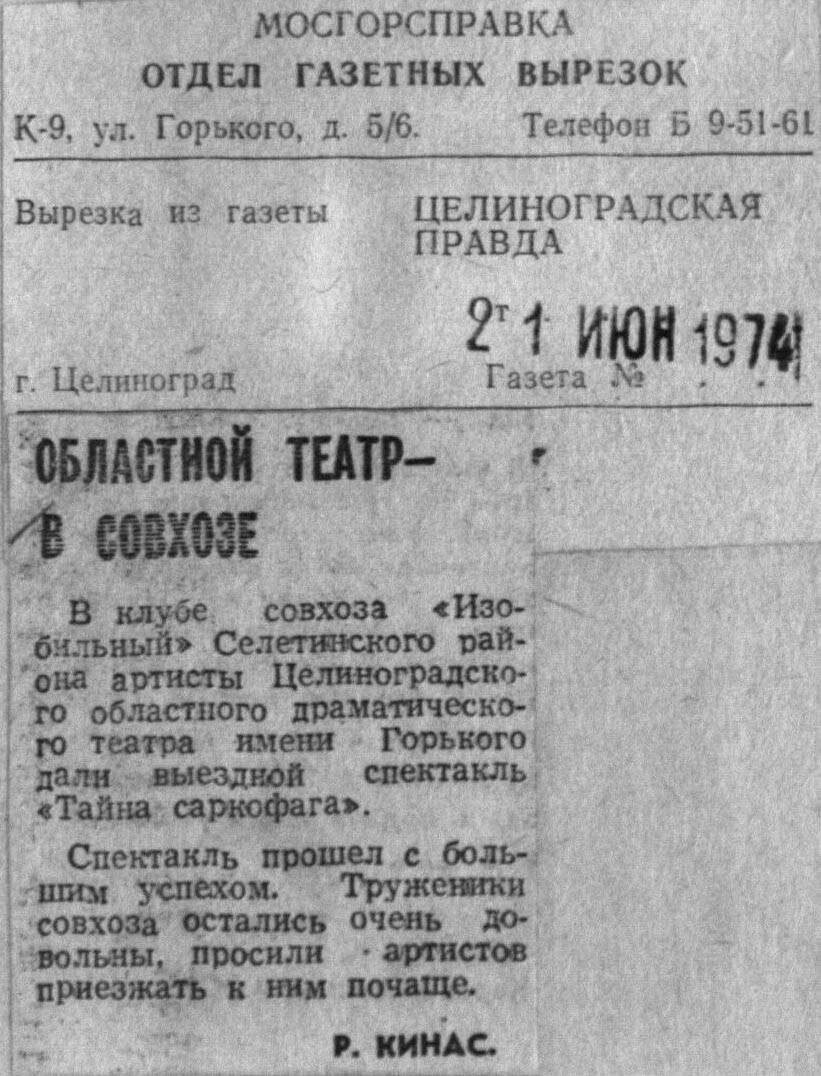 МОСГОРСПРАВКА
ОТДЕЛ ГАЗЕТНЫХ ВЫРЕЗОК
К-9, ул. Горького, д. 5/6. Телефон Б 9-51-61
Вырезка из газеты ЦЕЛИНОГРАДСКАЯ
ПРАВДА
2 т 1 ИЮН 1974
г. Целиноград Газета № . .
ОБЛАСТНОЙ ТЕАТР—
В СОВХОЗЕ
В клубе совхоза «Изо-
бильный» Селетинского рай-
она артисты Целиноградско-
го областного драматическо-
го театра имени Горького
дали выездной спектакль
«Тайна саркофага».
Спектакль прошел с боль-
шим успехом. Труженики
совхоза остались очень до-
вольны, просили артистов
приезжать к ним почаще.
Р. КИНАС.